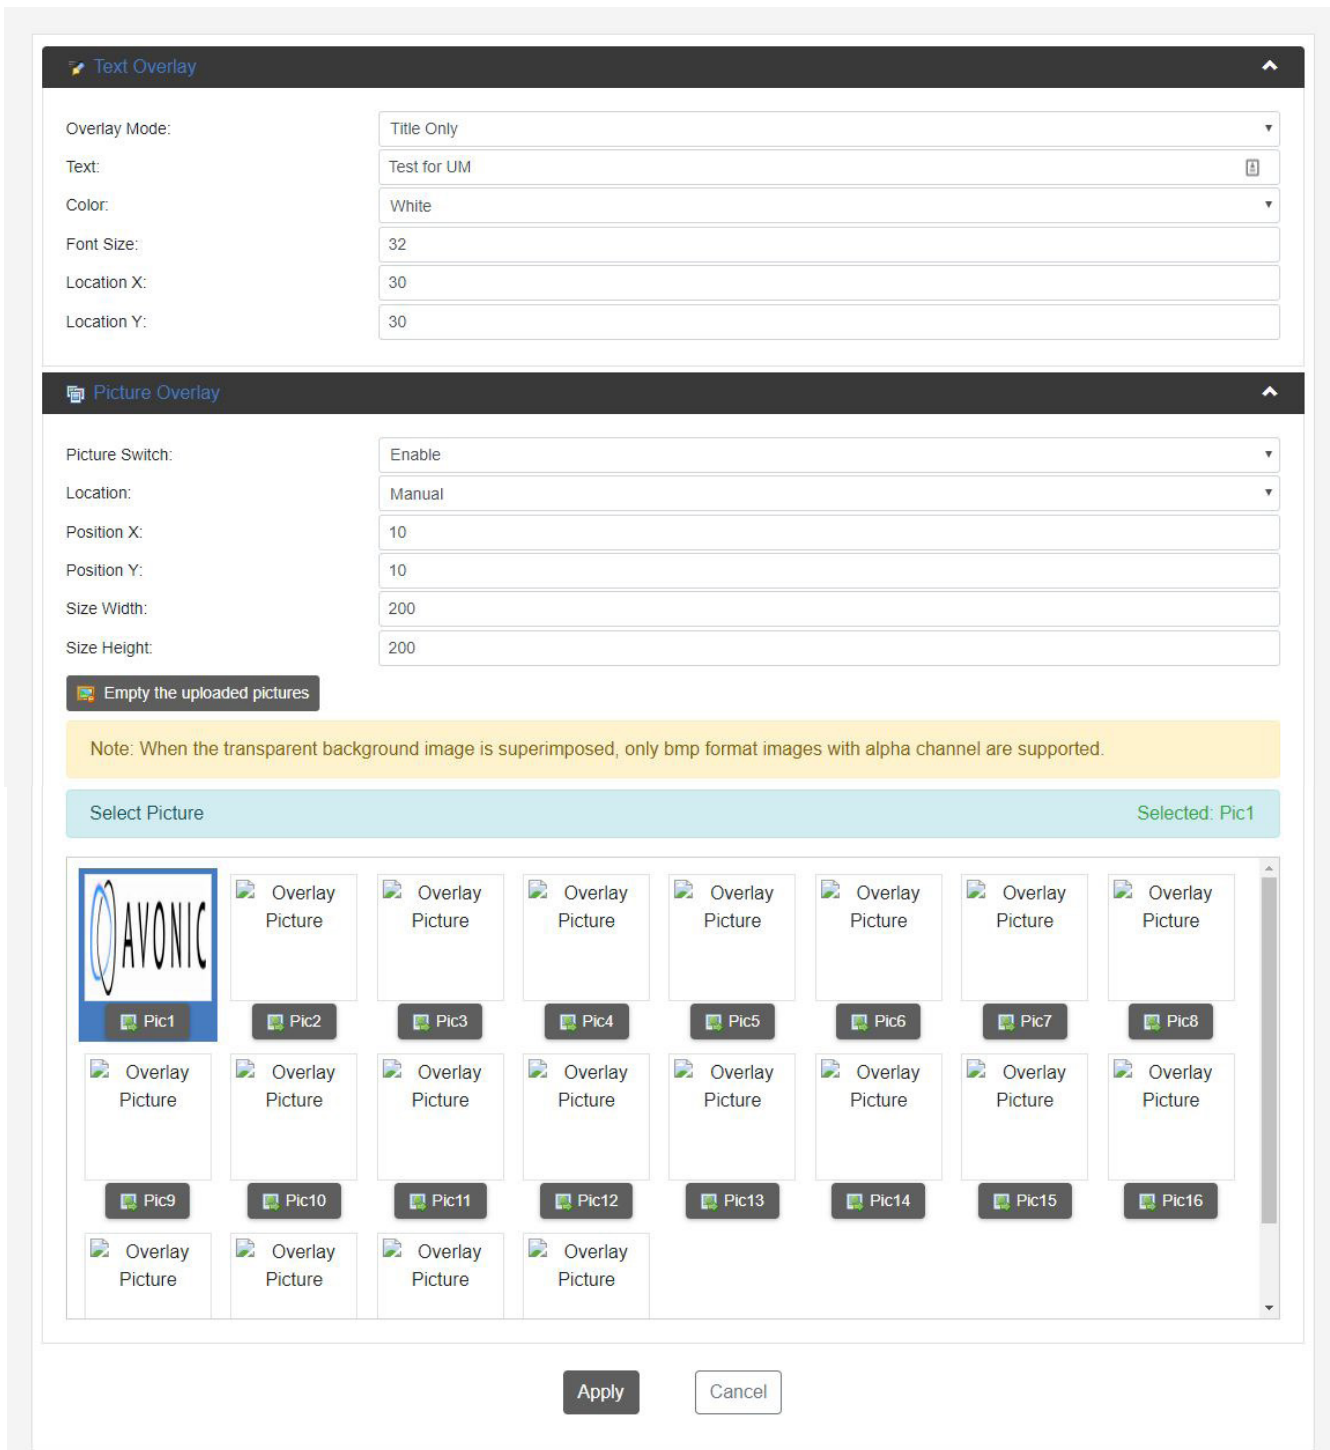 Text Overlay
Overlay Mode: Title Only
Text: Test for UM
Color: White
Font Size: 32
Location X: 30
Location Y: 30
Picture Overlay
Picture Switch: Enable
Location: Manual
Position X: 10
Position Y: 10
Size Width: 200
Size Height: 200
Empty the uploaded pictures
Note: When the transparent background image is superimposed, only bmp format images with alpha channel are supported.
Select Picture Selected: Pic1
AVONIC Overlay Overlay Overlay Overlay Overlay Overlay Overlay
Picture Picture Picture Picture Picture Picture Picture
Pic1 Pic2 Pic3 Pic4 Pic5 Pic6 Pic7 Pic8
Overlay Overlay Overlay Overlay Overlay Overlay Overlay Overlay
Picture Picture Picture Picture Picture Picture Picture Picture
Pic9 Pic10 Pic11 Pic12 Pic13 Pic14 Pic15 Pic16
Overlay Overlay Overlay Overlay
Picture Picture Picture Picture
Apply Cancel